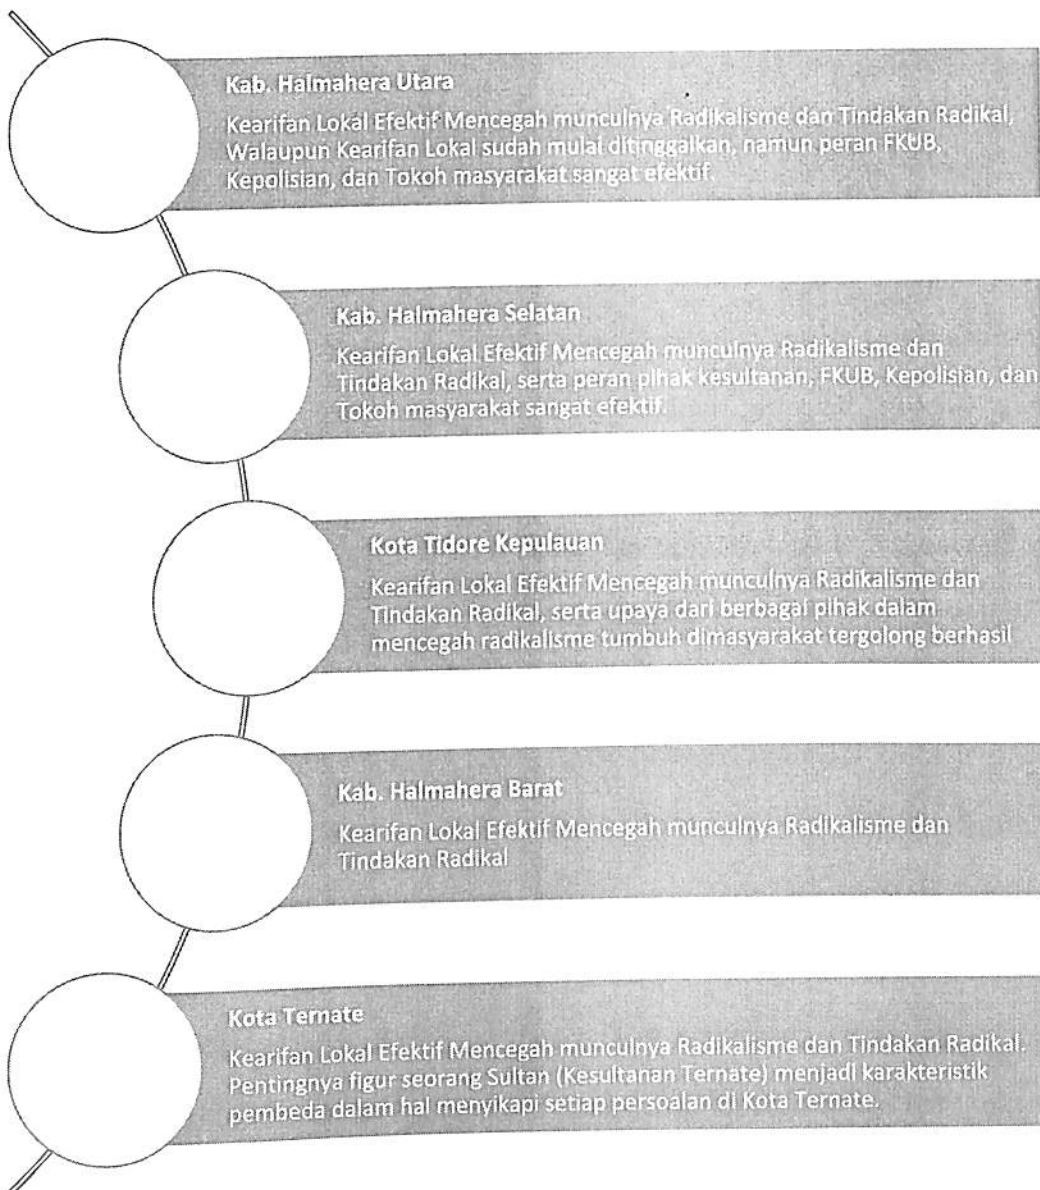 Kab. Halmahera Utara
Kearifan Lokal Efektif Mencegah munculnya Radikalisme dan Tindakan Radikal,
Walaupun Kearifan Lokal sudah mulai ditinggalkan, namun peran FKUB,
Kepolisian, dan Tokoh masyarakat sangat efektif.
Kab. Halmahera Selatan
Kearifan Lokal Efektif Mencegah munculnya Radikalisme dan
Tindakan Radikal, serta peran pihak kesultanan, FKUB, Kepolisian, dan
Tokoh masyarakat sangat efektif.
Kota Tidore Kepulauan
Kearifan Lokal Efektif Mencegah munculnya Radikalisme dan
Tindakan Radikal, serta upaya dari berbagai pihak dalam
mencegah radikalisme tumbuh dimasyarakat tergolong berhasil
Kab. Halmahera Barat
Kearifan Lokal Efektif Mencegah munculnya Radikalisme dan
Tindakan Radikal
Kota Ternate
Kearifan Lokal Efektif Mencegah munculnya Radikalisme dan Tindakan Radikal.
Pentingnya figur seorang Sultan (Kesultanan Ternate) menjadi karakteristik
pembeda dalam hal menyikapi setiap persoalan di Kota Ternate.